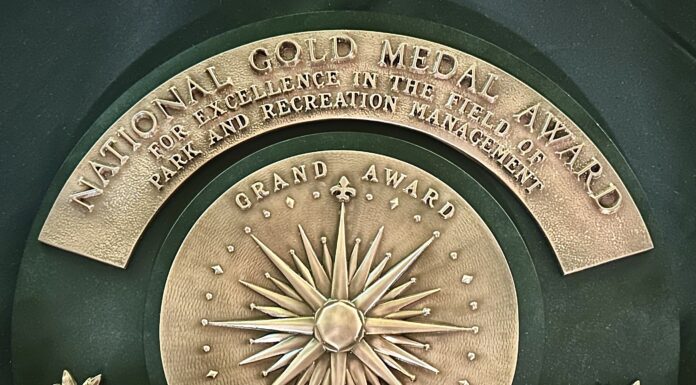 NATIONAL GOLD MEDAL AWARD
FOR EXCELLENCE IN THE FIELD OF
PARK AND RECREATION MANAGEMENT
GRAND AWARD